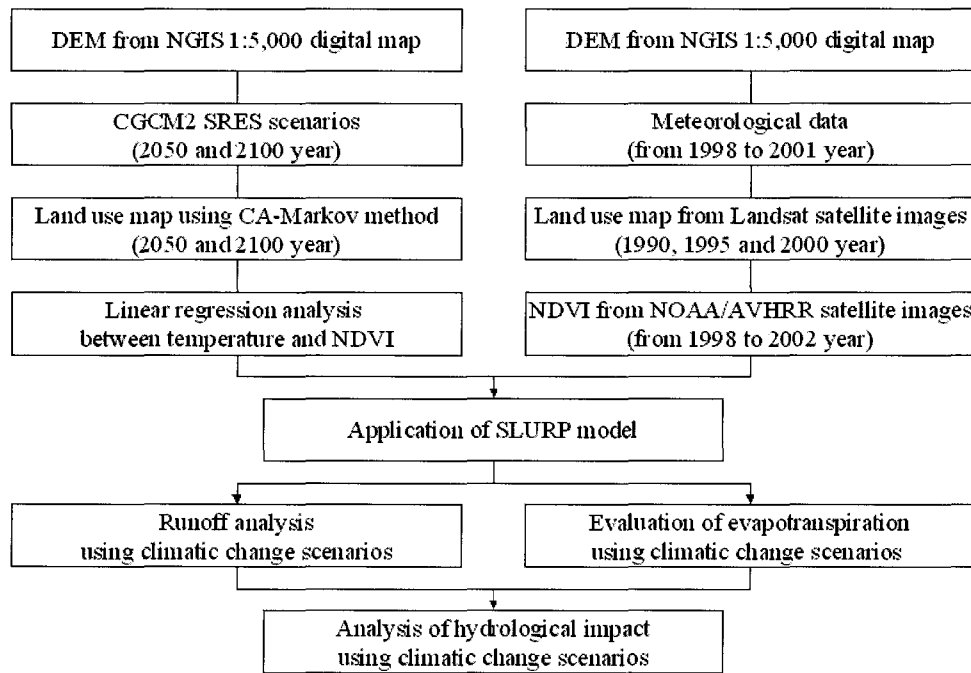 DEM from NGIS 1:5,000 digital map
DEM from NGIS 1:5,000 digital map
CGCM2 SRES scenarios
(2050 and 2100 year)
Meteorological data
(from 1998 to 2001 year)
Land use map using CA-Markov method
(2050 and 2100 year)
Land use map from Landsat satellite images
(1990, 1995 and 2000 year)
Linear regression analysis
between temperature and NDVI
NDVI from NOAA/AVHRR satellite images
(from 1998 to 2002 year)
Application of SLURP model
Runoff analysis
using climatic change scenarios
Evaluation of evapotranspiration
using climatic change scenarios
Analysis of hydrological impact
using climatic change scenarios